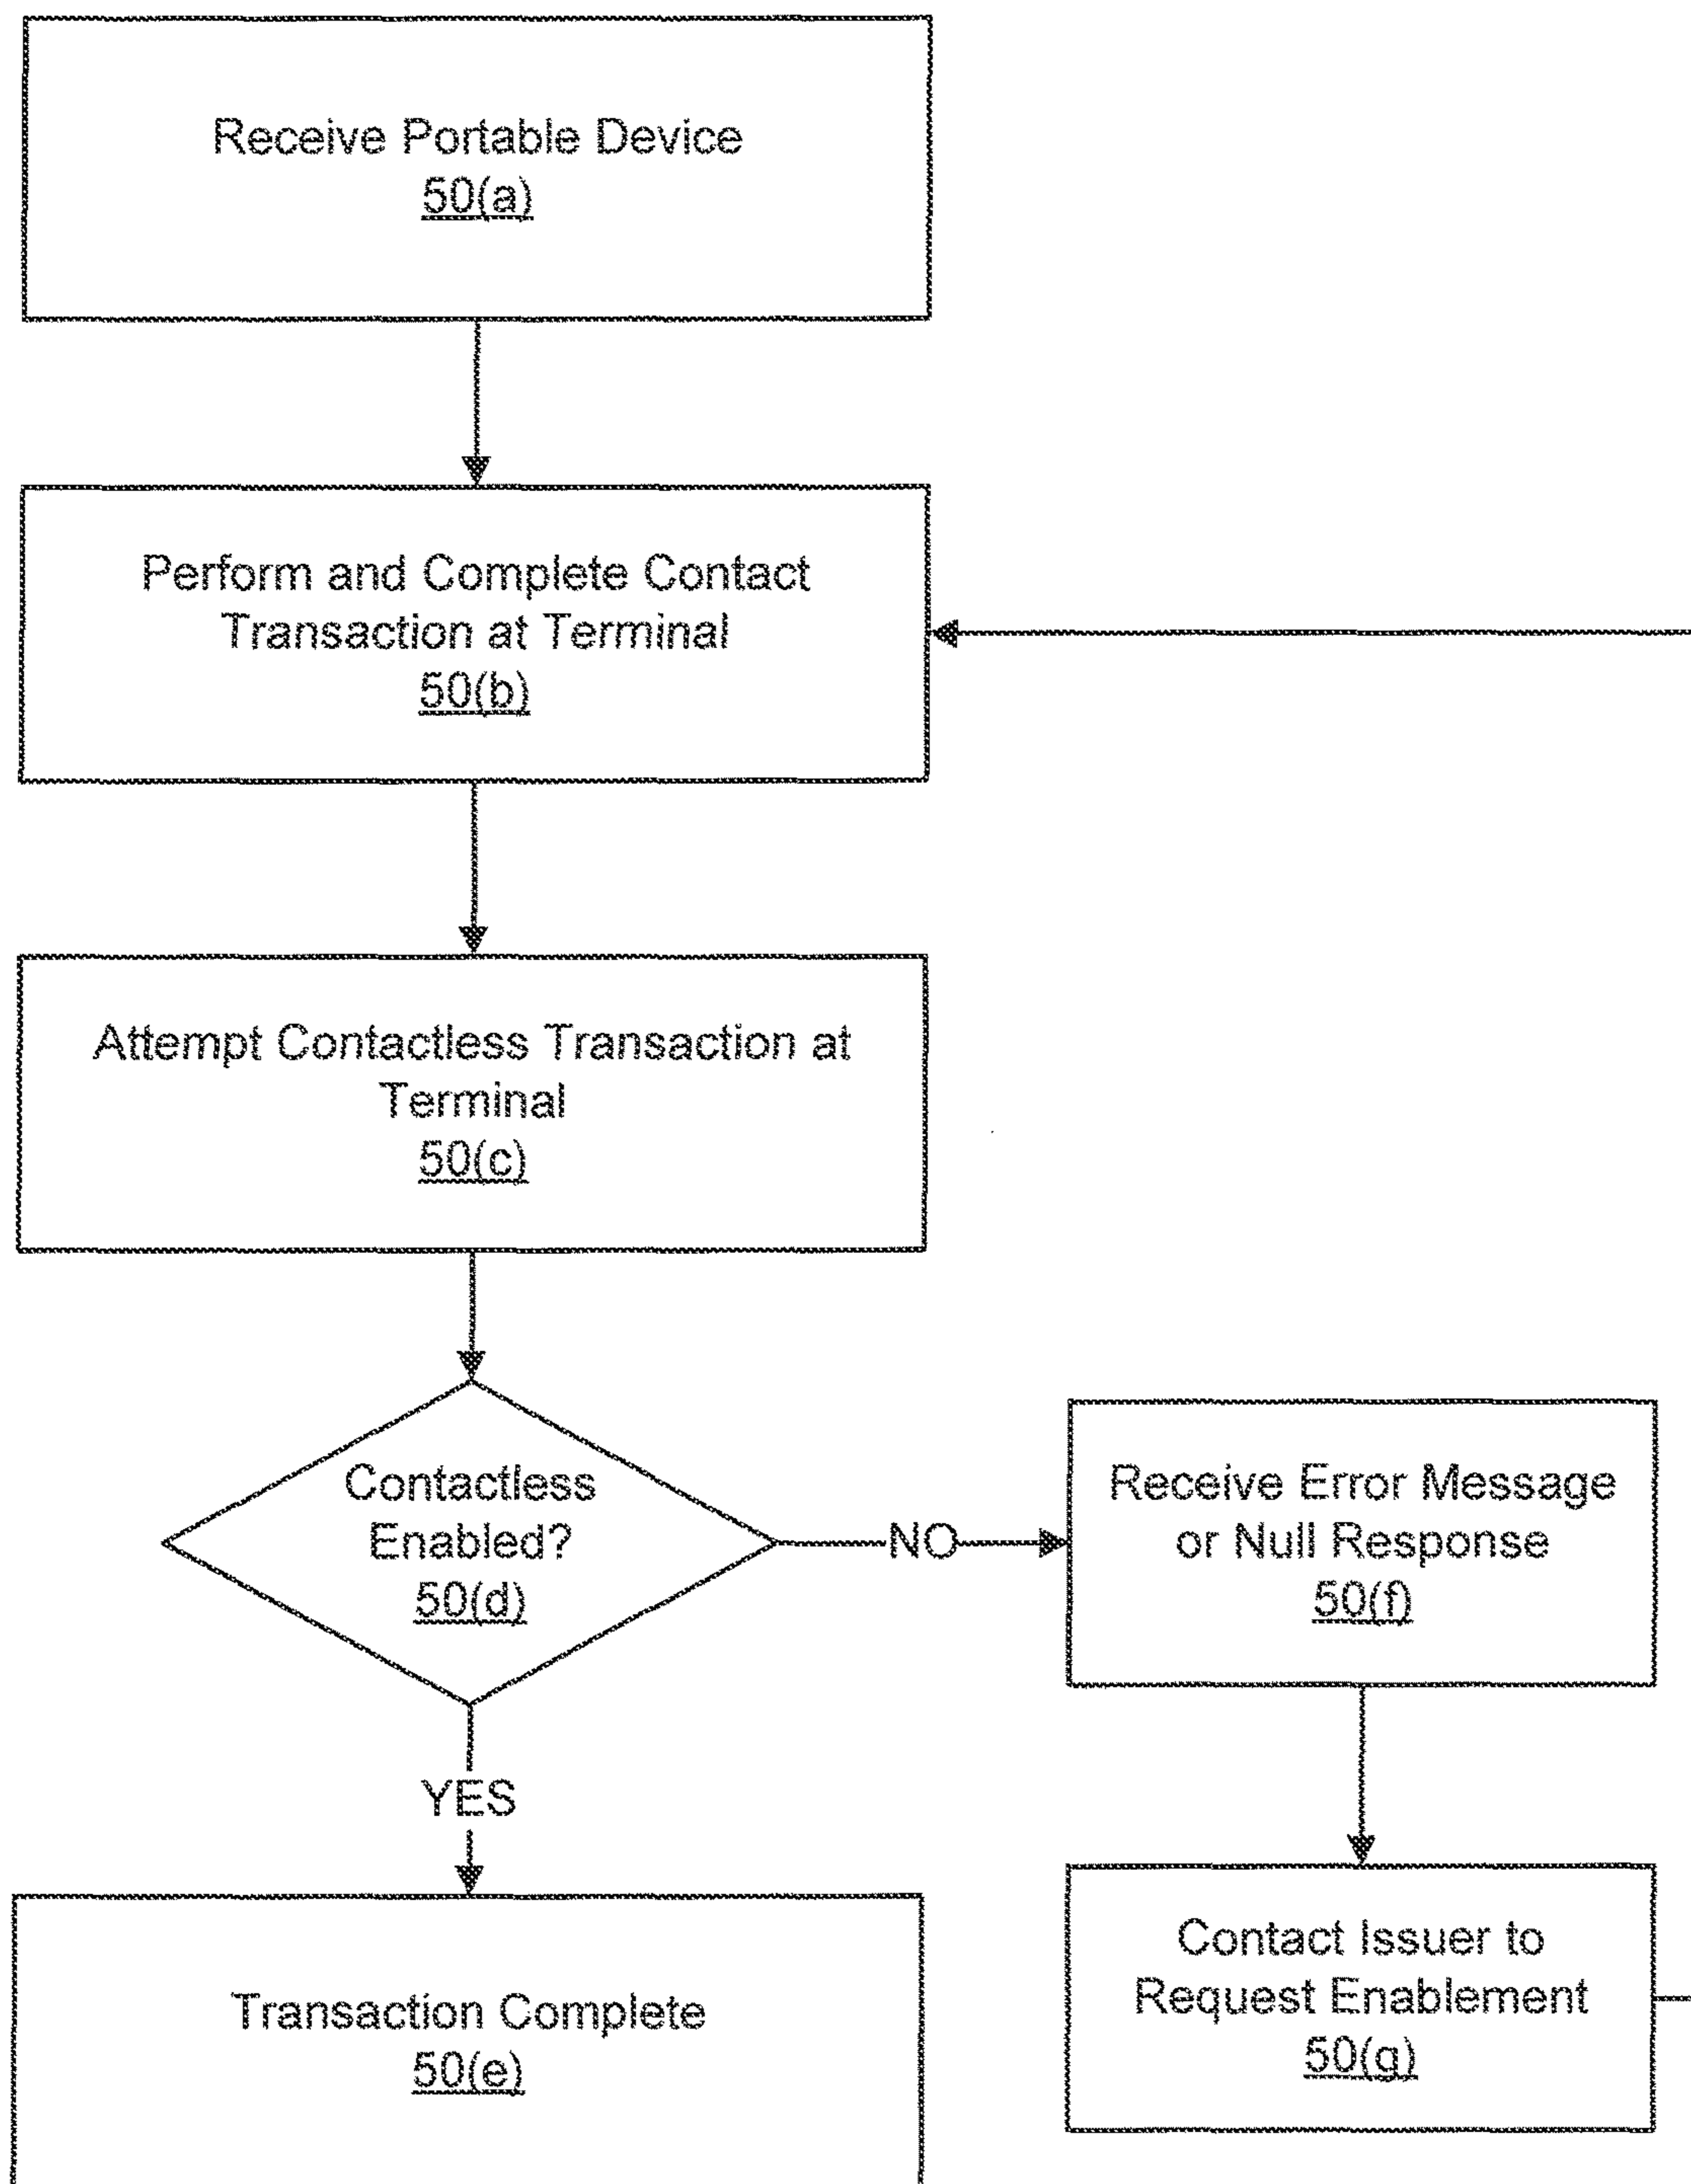 Receive Portable Device
50(a)
Perform and Complete Contact
Transaction at Terminal
50(b)
Attempt Contactless Transaction at
Terminal
50(c)
Contactless
Enabled?
50(d)
NO
Receive Error Message
or Null Response
50(f)
YES
Contact Issuer to
Request Enablement
50(g)
Transaction Complete
50(e)